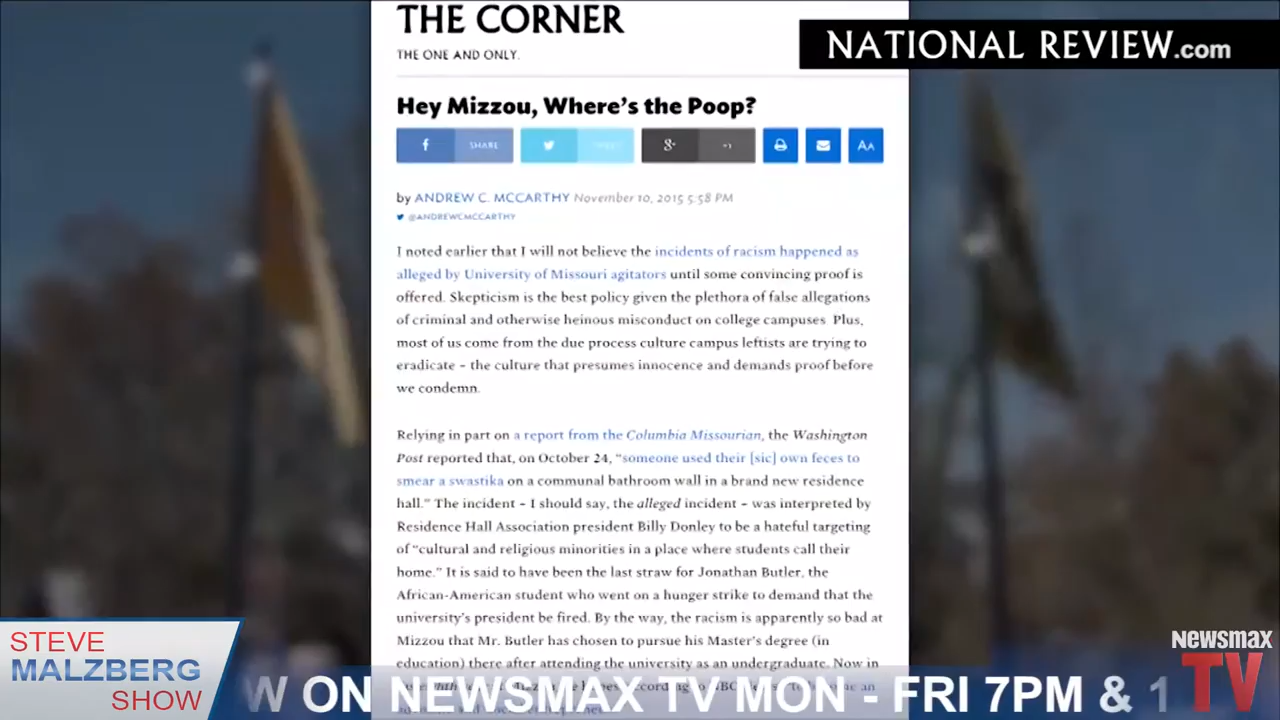 THE CORNER
THE ONE AND ONLY.
NATIONAL REVIEW.com
Hey Mizzou, Where's the Poop?
f SHARE
8+ +1
AA
by ANDREW C. MCCARTHY November 10, 2015 5:58 PM
@ANDREWCMCCARTHY
I noted earlier that I will not believe the incidents of racism happened as
alleged by University of Missouri agitators until some convincing proof is
offered. Skepticism is the best policy given the plethora of false allegations
of criminal and otherwise heinous misconduct on college campuses Plus,
most of us come from the due process culture campus leftists are trying to
eradicate – the culture that presumes innocence and demands proof before
we condemn.
Relying in part on a report from the Columbia Missourian, the Washington
Post reported that, on October 24, “someone used their [sic] own feces to
smear a swastika on a communal bathroom wall in a brand new residence
hall.” The incident – I should say, the alleged incident – was interpreted by
Residence Hall Association president Billy Donley to be a hateful targeting
of “cultural and religious minorities in a place where students call their
home.” It is said to have been the last straw for Jonathan Butler, the
African-American student who went on a hunger strike to demand that the
university's president be fired. By the way, the racism is apparently so bad at
Mizzou that Mr. Butler has chosen to pursue his Master's degree (in
education) there after attending the university as an undergraduate. Now in
STEVE
MALZBERG
SHOW
W ON NEWSMAX TV MON - FRI 7PM & 1
Newsmax
TV